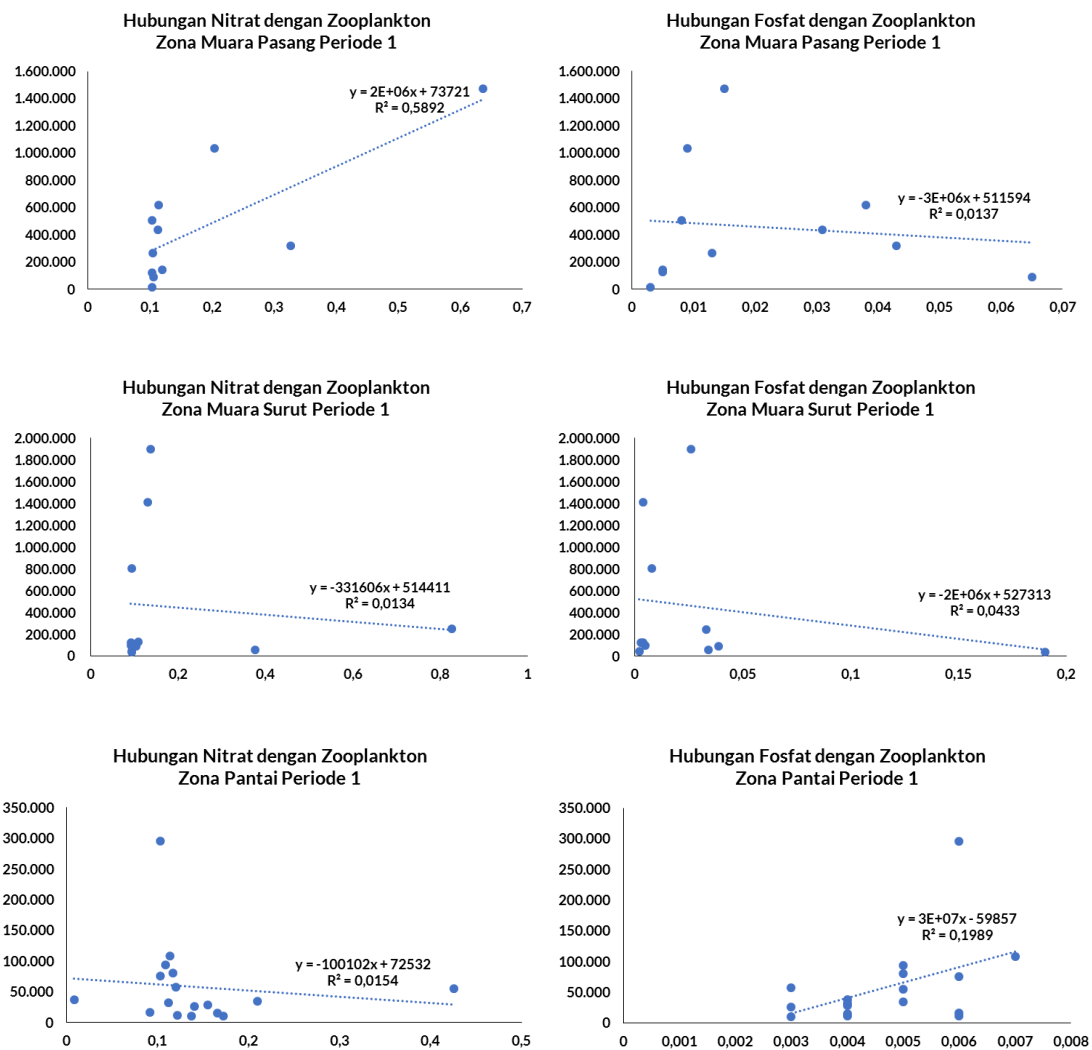 Hubungan Nitrat dengan Zooplankton
Zona Muara Pasang Periode 1
1.600.000
1.400.000
1.200.000
1.000.000
800.000
600.000
400.000
200.000
0
0 0,1 0,2 0,3 0,4 0,5 0,6 0,7
y = 2E+06x + 73721
R² = 0,5892
Hubungan Fosfat dengan Zooplankton
Zona Muara Pasang Periode 1
1.600.000
1.400.000
1.200.000
1.000.000
800.000
600.000
400.000
200.000
0
0 0,01 0,02 0,03 0,04 0,05 0,06 0,07
y = -3E+06x + 511594
R² = 0,0137
Hubungan Nitrat dengan Zooplankton
Zona Muara Surut Periode 1
2.000.000
1.800.000
1.600.000
1.400.000
1.200.000
1.000.000
800.000
600.000
400.000
200.000
0
0 0,2 0,4 0,6 0,8 1
y = -331606x + 514411
R² = 0,0134
Hubungan Fosfat dengan Zooplankton
Zona Muara Surut Periode 1
2.000.000
1.800.000
1.600.000
1.400.000
1.200.000
1.000.000
800.000
600.000
400.000
200.000
0
0 0,05 0,1 0,15 0,2
y = -2E+06x + 527313
R² = 0,0433
Hubungan Nitrat dengan Zooplankton
Zona Pantai Periode 1
350.000
300.000
250.000
200.000
150.000
100.000
50.000
0
0 0,1 0,2 0,3 0,4 0,5
y = -100102x + 72532
R² = 0,0154
Hubungan Fosfat dengan Zooplankton
Zona Pantai Periode 1
350.000
300.000
250.000
200.000
150.000
100.000
50.000
0
0 0,001 0,002 0,003 0,004 0,005 0,006 0,007 0,008
y = 3E+07x - 59857
R² = 0,1989